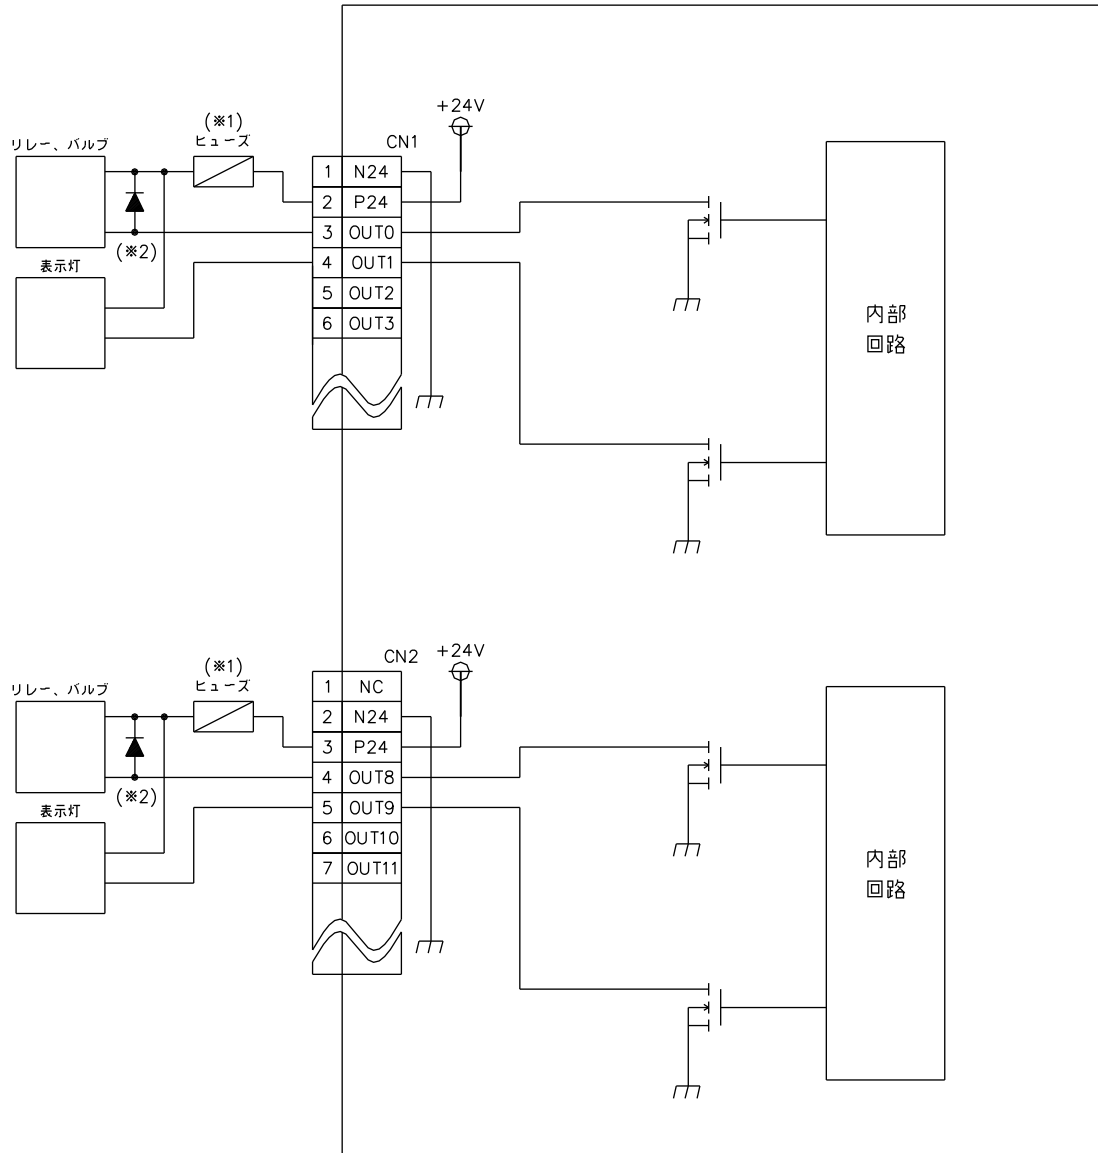 +24V
(※1)
ヒューズ
CN1
リレー、バルブ
1 N24
2 P24
3 OUT0
(※2)
4 OUT1
表示灯
5 OUT2
6 OUT3
内部
回路
+24V
CN2
(※1)
ヒューズ
リレー、バルブ
1 NC
2 N24
3 P24
4 OUT8
(※2)
5 OUT9
表示灯
6 OUT10
7 OUT11
内部
回路